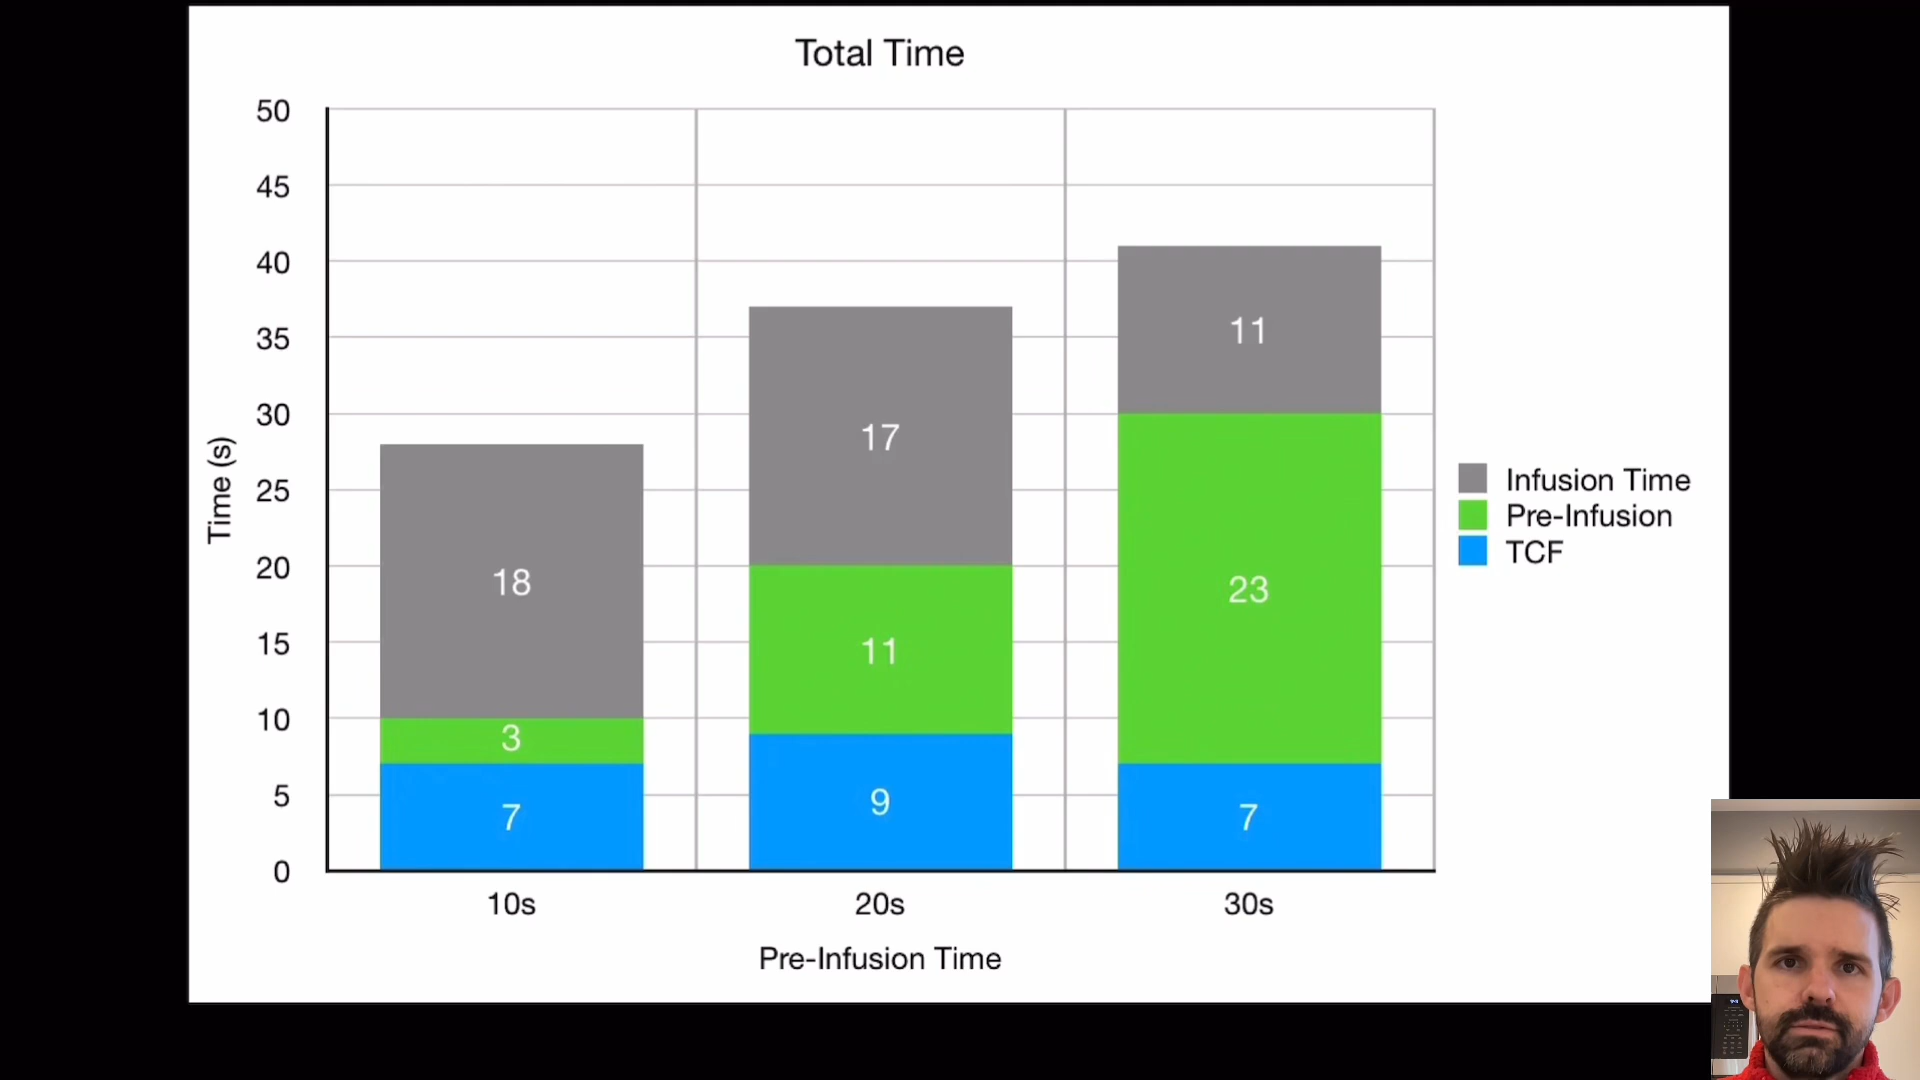 Total Time
50
45
40
35
30
25
20
15
10
5
0
Time (s)
18
3
7
17
11
9
11
23
7
10s
20s
30s
Pre-Infusion Time
Infusion Time
Pre-Infusion
TCF